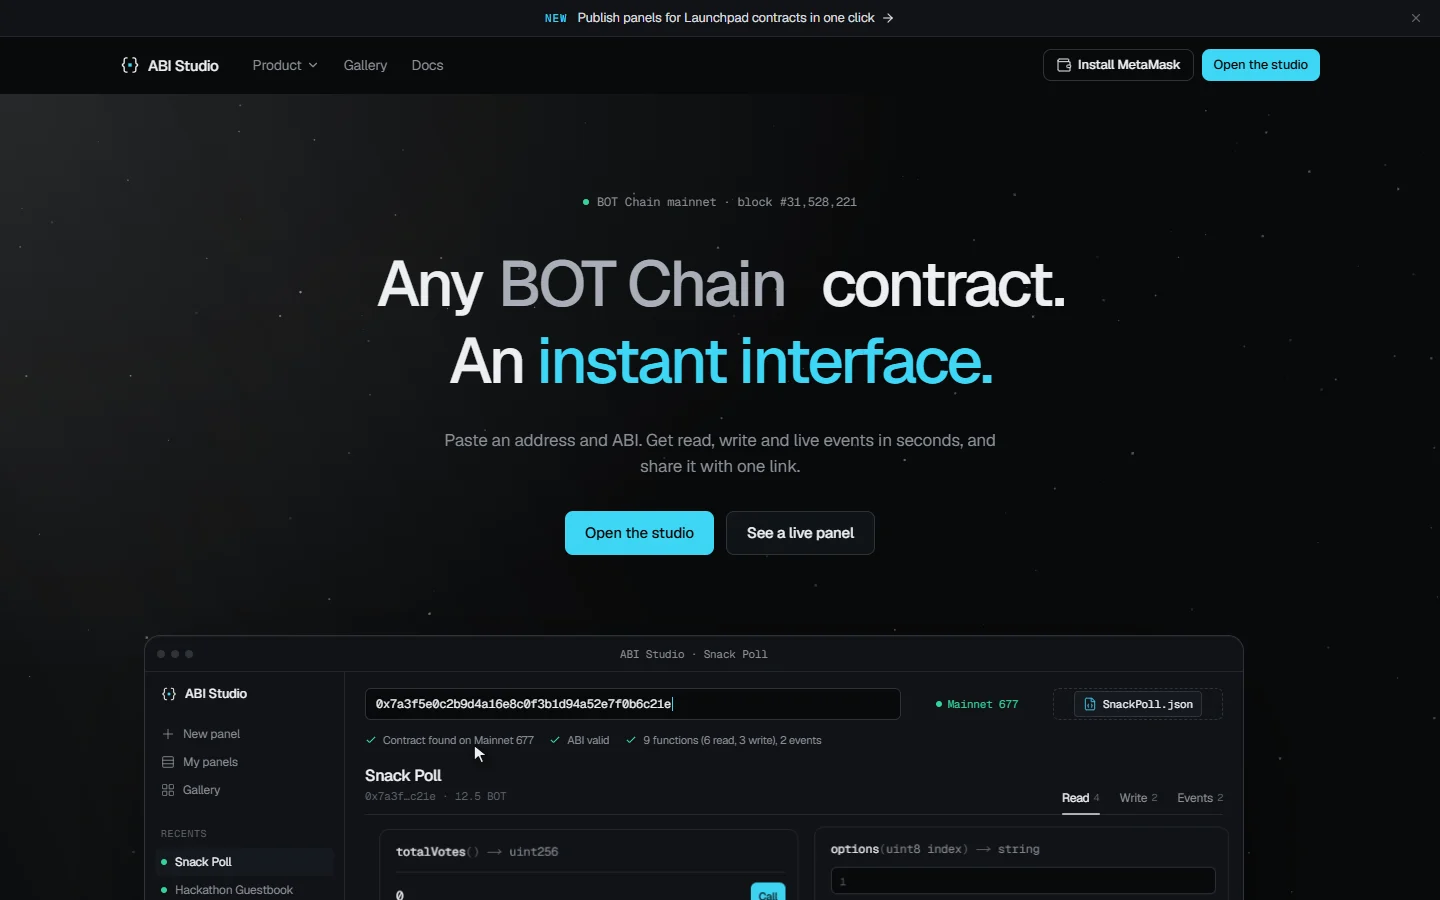 NEW Publish panels for Launchpad contracts in one click →
ABI Studio Product Gallery Docs Install MetaMask Open the studio
BOT Chain mainnet · block #31,528,221
Any BOT Chain contract.
An instant interface.
Paste an address and ABI. Get read, write and live events in seconds, and
share it with one link.
Open the studio See a live panel
ABI Studio · Snack Poll
ABI Studio
New panel
My panels
Gallery
RECENTS
Snack Poll
Hackathon Guestbook
0x7a3f5e0c2b9d4a16e8c0f3b1d94a52e7f0b6c21e Mainnet 677 SnackPoll.json
Contract found on Mainnet 677 ABI valid 9 functions (6 read, 3 write), 2 events
Snack Poll
0x7a3f…c21e · 12.5 BOT
Read 4 Write 2 Events 2
totalVotes() → uint256
0 Call
options(uint8 index) → string
1